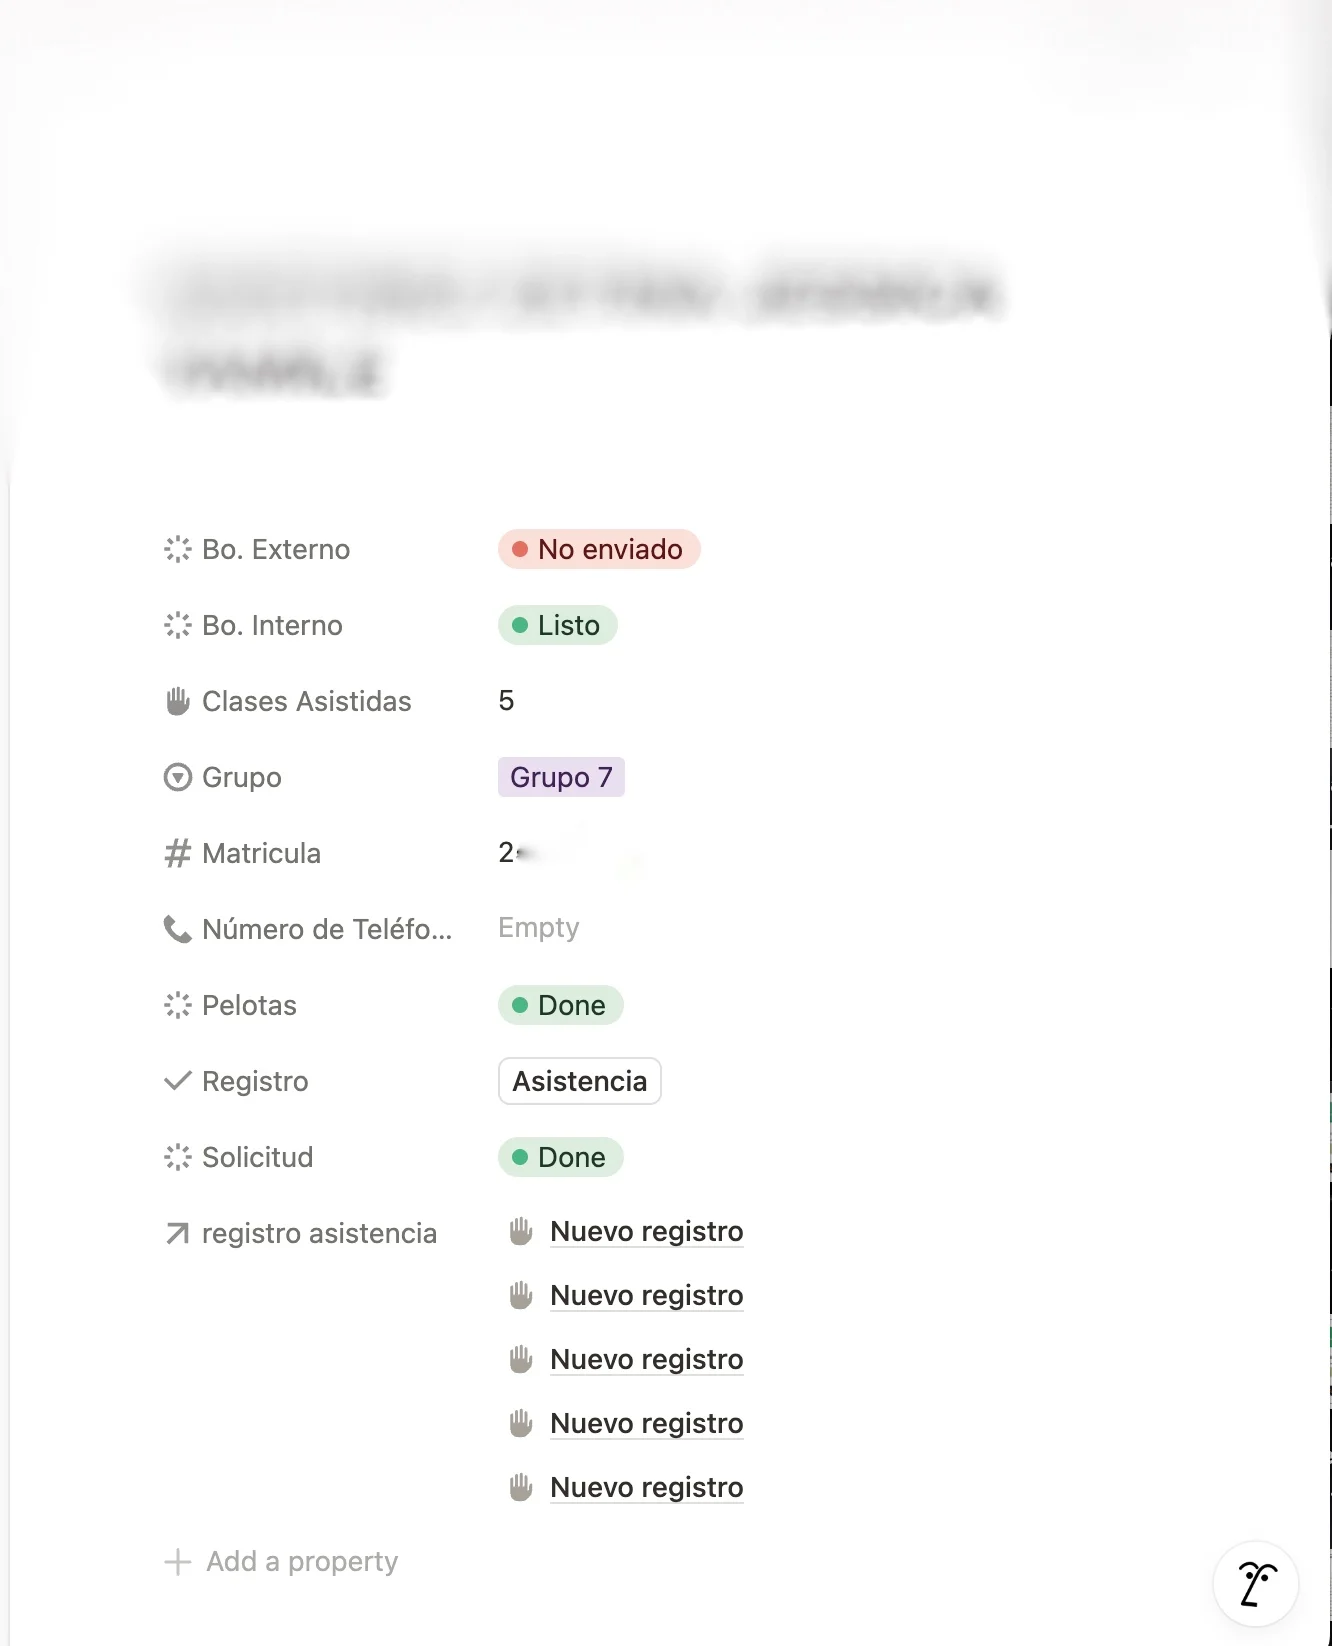 Bo. Externo No enviado
Bo. Interno Listo
Clases Asistidas 5
Grupo Grupo 7
Matricula 2
Número de Teléfo... Empty
Pelotas Done
Registro Asistencia
Solicitud Done
registro asistencia Nuevo registro
Nuevo registro
Nuevo registro
Nuevo registro
Nuevo registro
Add a property